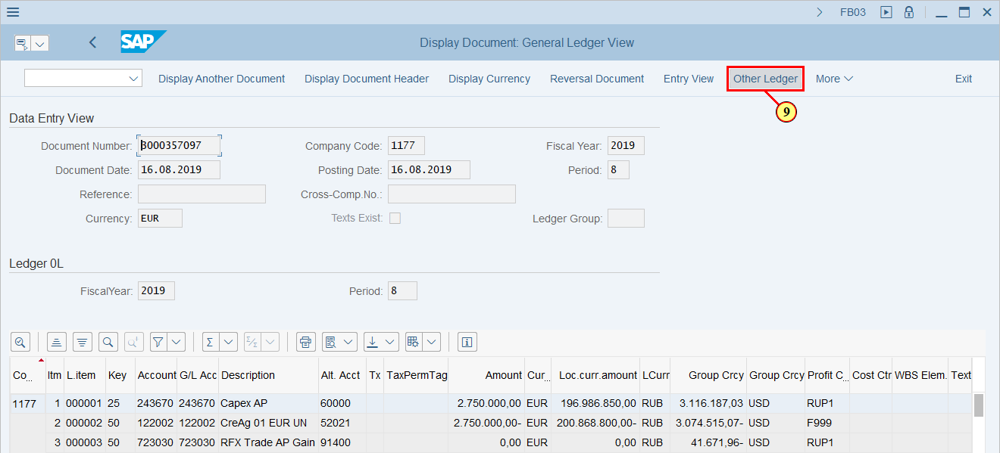 FB03
SAP
Display Document: General Ledger View
Display Another Document Display Document Header Display Currency Reversal Document Entry View Other Ledger More Exit
9
Data Entry View
Document Number: 3000357097 Company Code: 1177 Fiscal Year: 2019
Document Date: 16.08.2019 Posting Date: 16.08.2019 Period: 8
Reference: Cross-Comp.No.:
Currency: EUR Texts Exist: Ledger Group:
Ledger 0L
FiscalYear: 2019 Period: 8
Co... Itm L.item Key Account G/L Acc Description Alt. Acct Tx TaxPermTag Amount Cur... Loc.curr.amount LCurr Group Crcy Group Crcy Profit C... Cost Ctr WBS Elem. Text
1177 1 000001 25 243670 243670 Capex AP 60000 2.750.000,00 EUR 196.986.850,00 RUB 3.116.187,03 USD RUP1
2 000002 50 122002 122002 CreAg 01 EUR UN 52021 2.750.000,00- EUR 200.868.800,00- RUB 3.074.515,07- USD F999
3 000003 50 723030 723030 RFX Trade AP Gain 91400 0,00 EUR 0,00 RUB 41.671,96- USD RUP1